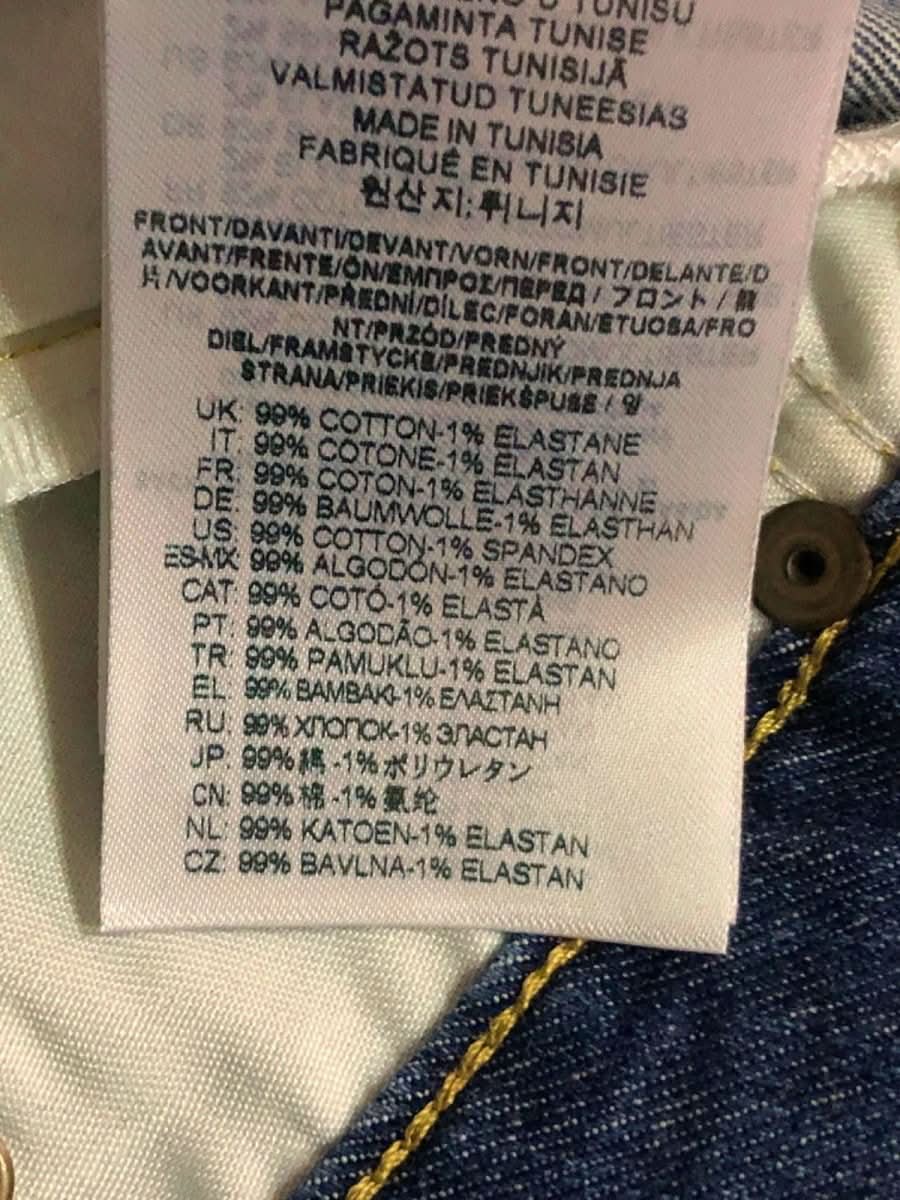 U TUNISU
PAGAMINTA TUNISE
RAŽOTS TUNISIJĀ
VALMISTATUD TUNEESIAS
MADE IN TUNISIA
FABRIQUÉ EN TUNISIE
원산지:튀니지
FRONT/DAVANTI/DEVANT/VORN/FRONT/DELANTE/D
AVANT/FRENTE/ÖN/ΕΜΠΡΟΣ/ПЕРЕД / フロント / 前
片/VOORKANT/PŘEDNÍ/DÍLEC/FORAN/ETUOSA/FRO
NT/PRZÓD/PREDNÝ
DIEL/FRAMSTYCKE/PREDNJIK/PREDNJA
STRANA/PRIEKIS/PRIEKŠPUSE / 앞
UK: 99% COTTON-1% ELASTANE
IT: 99% COTONE-1% ELASTAN
FR: 99% COTON-1% ELASTHANNE
DE: 99% BAUMWOLLE-1% ELASTHAN
US: 99% COTTON-1% SPANDEX
ES-MX: 99% ALGODÓN-1% ELASTANO
CAT: 99% COTÓ-1% ELASTÀ
PT: 99% ALGODÃO-1% ELASTANO
TR: 99% PAMUKLU-1% ELASTAN
EL: 99% ΒΑΜΒΑΚΙ-1% ΕΛΑΣΤΑΝΗ
RU: 99% ХЛОПОК-1% ЭЛАСТАН
JP: 99% 綿 -1% ポリウレタン
CN: 99% 棉 -1% 氨纶
NL: 99% KATOEN-1% ELASTAN
CZ: 99% BAVLNA-1% ELASTAN